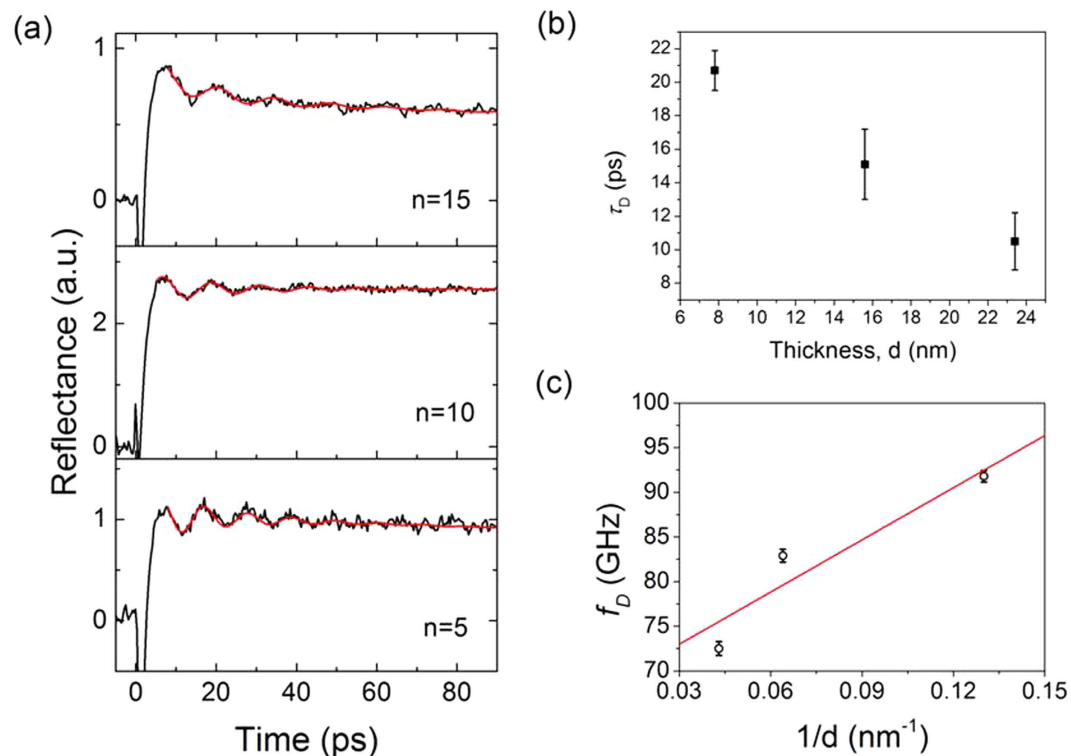 (a)
Reflectance (a.u.)
1
0
n=15
2
0
n=10
1
0
n=5
0 20 40 60 80
Time (ps)
(b)
τD (ps)
22
20
18
16
14
12
10
8
6 8 10 12 14 16 18 20 22 24
Thickness, d (nm)
(c)
fD (GHz)
100
95
90
85
80
75
70
0.03 0.06 0.09 0.12 0.15
1/d (nm⁻¹)